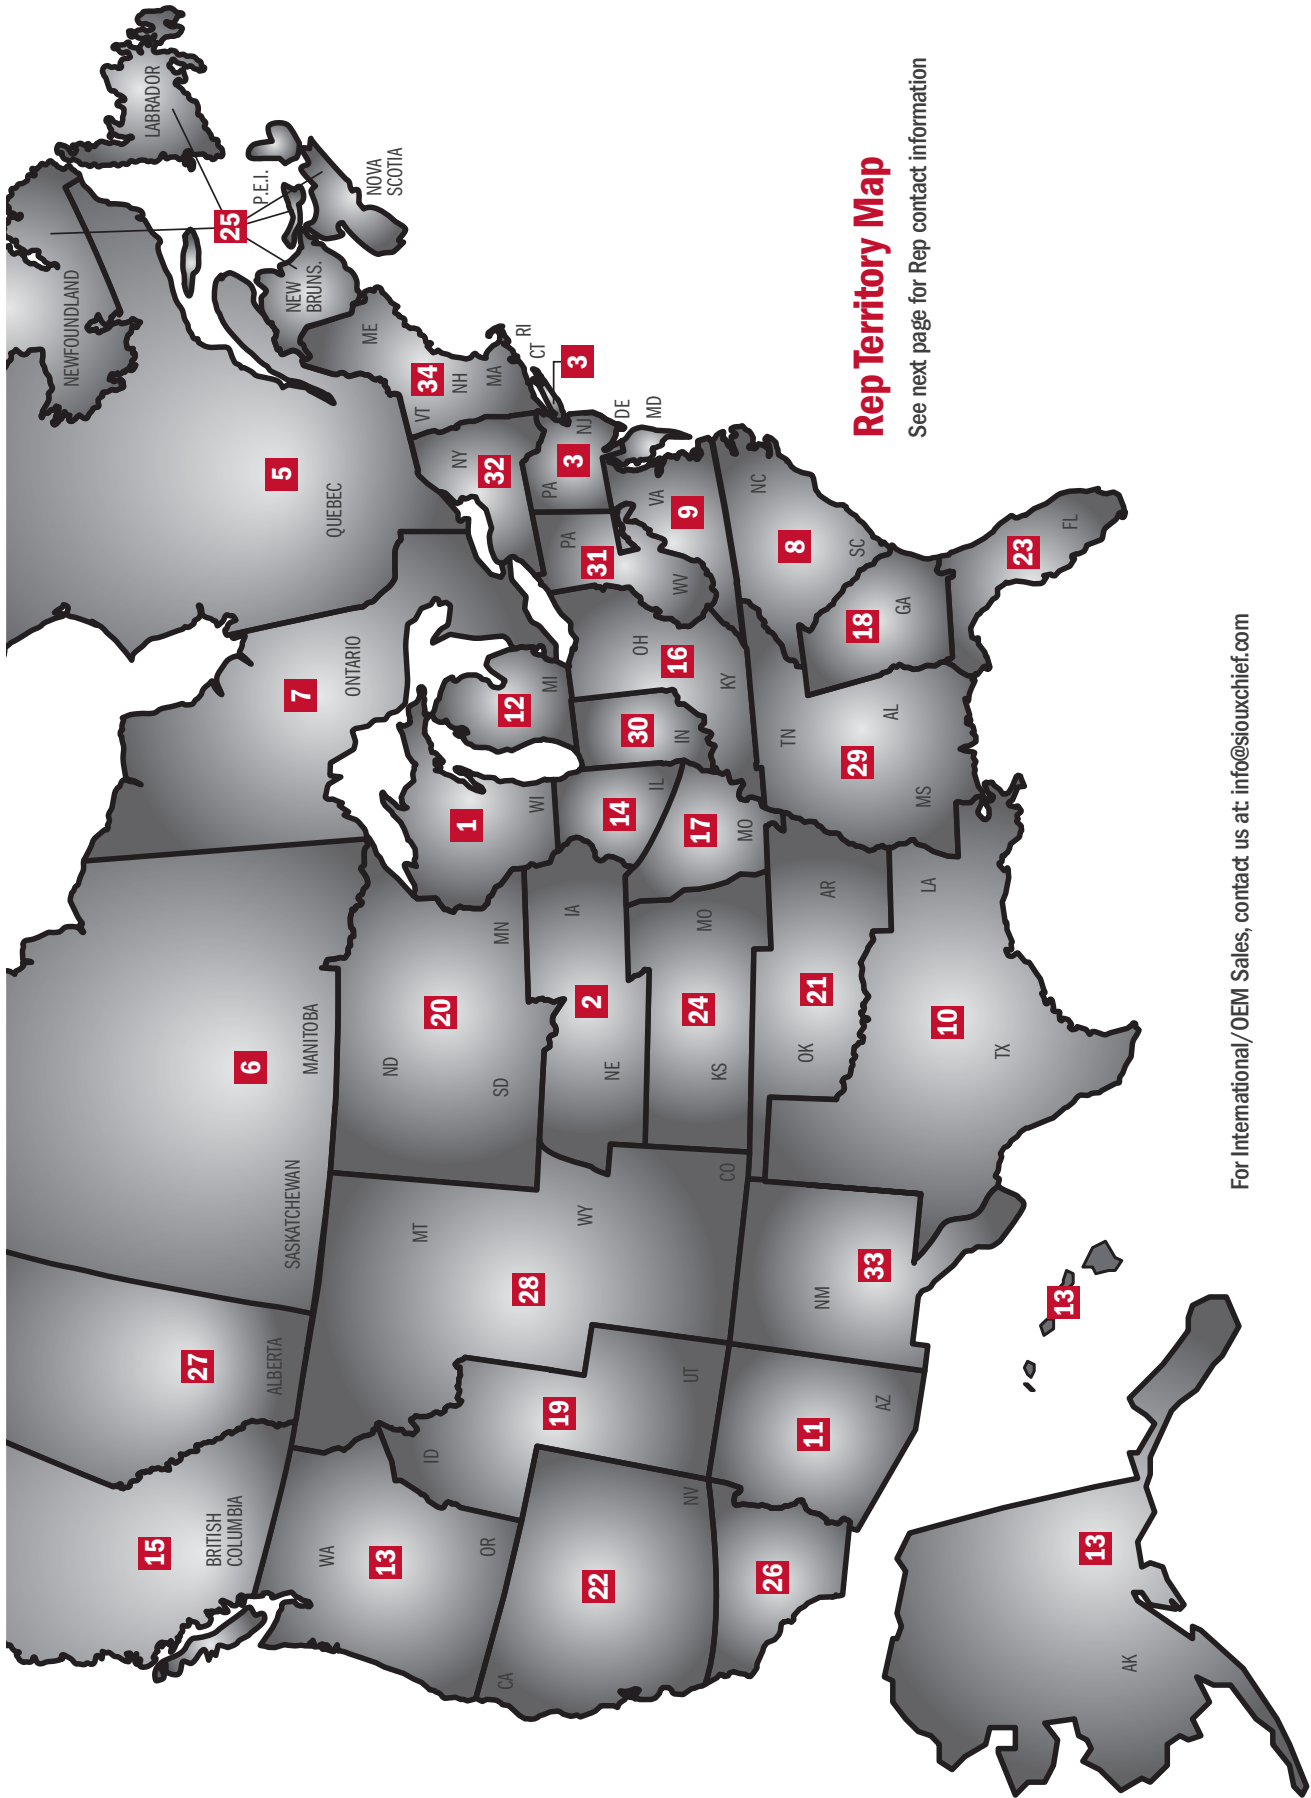 Rep Territory Map
See next page for Rep contact information
15
BRITISH
COLUMBIA
27
ALBERTA
SASKATCHEWAN
6
MANITOBA
7
ONTARIO
5
QUEBEC
NEWFOUNDLAND
25
LABRADOR
P.E.I.
NOVA
SCOTIA
NEW
BRUNS.
WA
13
OR
ID
19
UT
MT
28
WY
CO
ND
20
SD
MN
1
WI
12
MI
ME
34
VT
NH
MA
RI
CT
3
NY
32
PA
3
NJ
DE
MD
PA
31
WV
VA
9
OH
16
KY
30
IN
14
IL
17
MO
IA
2
NE
MO
24
KS
CA
22
NV
26
11
AZ
NM
33
OK
21
AR
10
TX
LA
TN
29
AL
MS
NC
8
SC
18
GA
23
FL
13
AK
13
For International/OEM Sales, contact us at: info@siouxchief.com